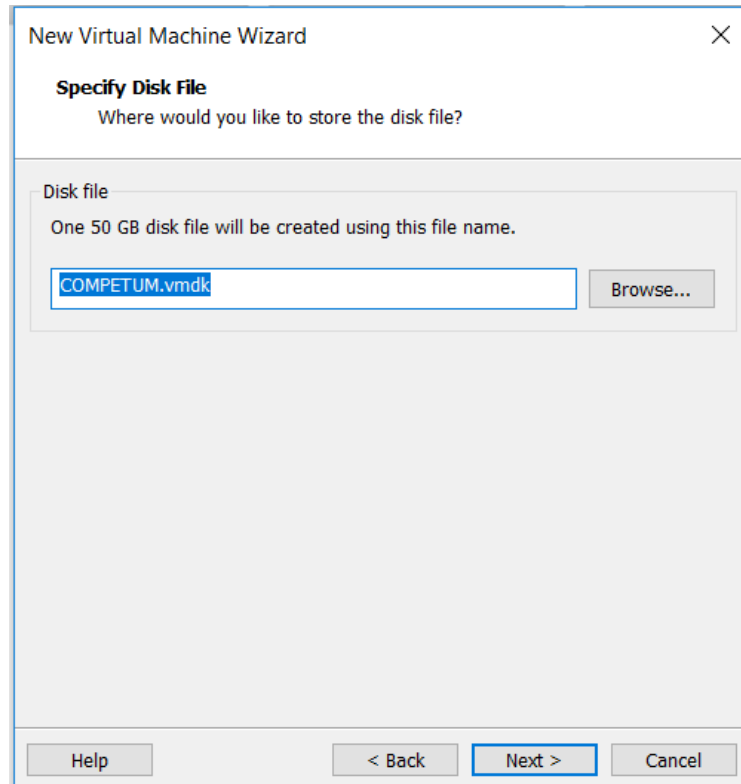 New Virtual Machine Wizard
Specify Disk File
Where would you like to store the disk file?
Disk file
One 50 GB disk file will be created using this file name.
COMPETUM.vmdk
Browse...
Help
< Back
Next >
Cancel